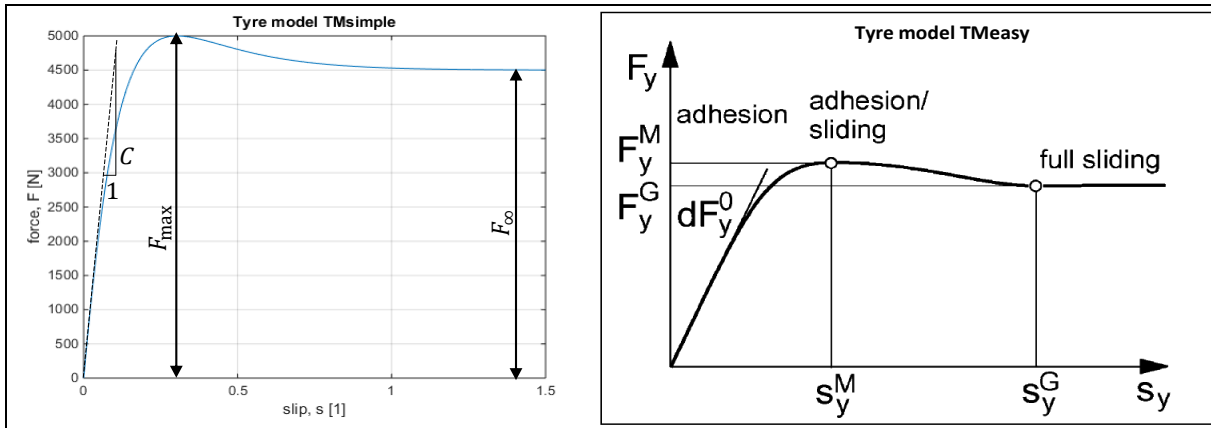 Tyre model TMsimple
5000
4500
4000
3500
3000
2500
2000
1500
1000
500
0
force, F [N]
C
1
F_max
F_∞
0
0.5
1
1.5
slip, s [1]
Tyre model TMeasy
F_y
adhesion
adhesion/
sliding
full sliding
F_y^M
F_y^G
dF_y^0
s_y^M
s_y^G
s_y